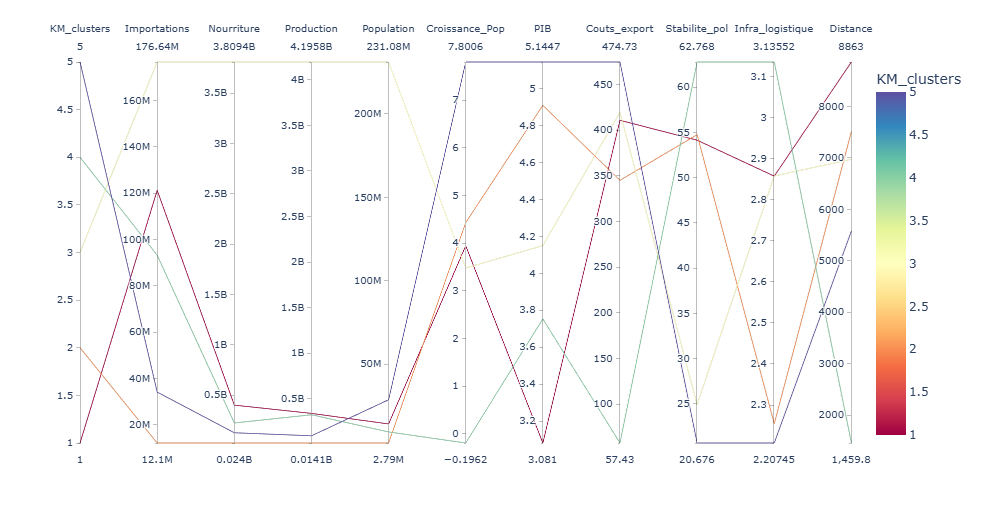 KM_clusters Importations Nourriture Production Population Croissance_Pop PIB Couts_export Stabilite_pol Infra_logistique Distance
5 176.64M 3.8094B 4.1958B 231.08M 7.8006 5.1447 474.73 62.768 3.13552 8863
5
4.5
4
3.5
3
2.5
2
1.5
1
160M
140M
120M
100M
80M
60M
40M
20M
3.5B
3B
2.5B
2B
1.5B
1B
0.5B
4B
3.5B
3B
2.5B
2B
1.5B
1B
0.5B
200M
150M
100M
50M
7
6
5
4
3
2
1
0
5
4.8
4.6
4.4
4.2
4
3.8
3.6
3.4
3.2
450
400
350
300
250
200
150
100
60
55
50
45
40
35
30
25
3.1
3
2.9
2.8
2.7
2.6
2.5
2.4
2.3
8000
7000
6000
5000
4000
3000
2000
1 12.1M 0.024B 0.0141B 2.79M −0.1962 3.081 57.43 20.676 2.20745 1,459.8
KM_clusters
5
4.5
4
3.5
3
2.5
2
1.5
1